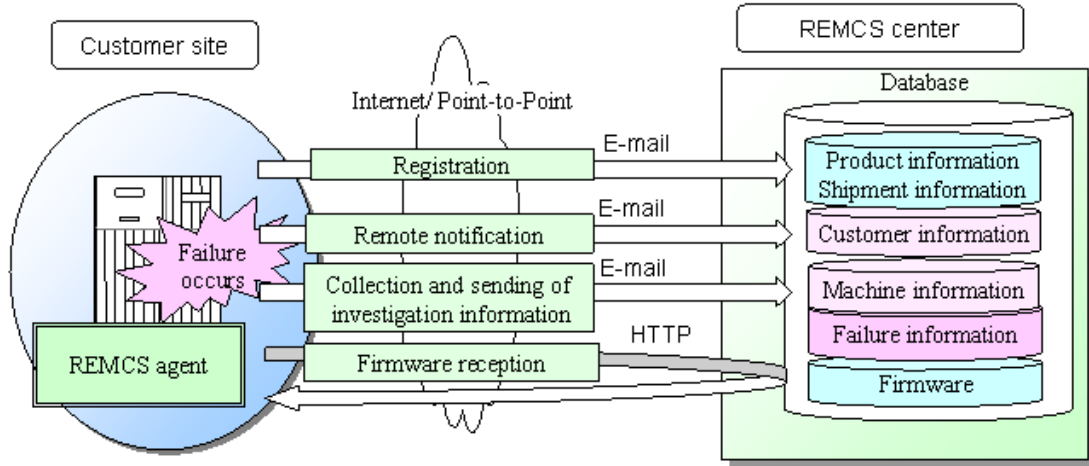 Customer site
REMCS center
Internet/ Point-to-Point
Database
Registration
E-mail
Product information
Shipment information
Remote notification
E-mail
Customer information
Failure
occurs
Collection and sending of
investigation information
E-mail
Machine information
Failure information
REMCS agent
Firmware reception
HTTP
Firmware